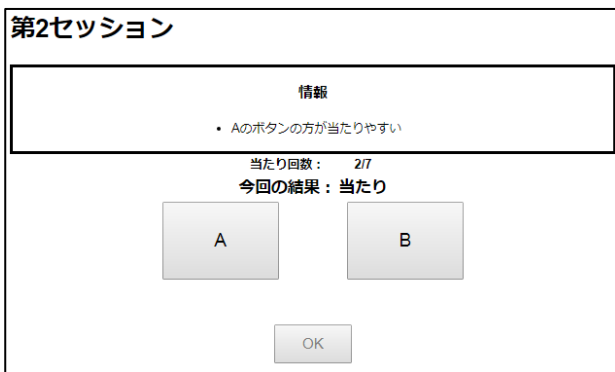 第2セッション
情報
• Aのボタンの方が当たりやすい
当たり回数： 2/7
今回の結果：当たり
A B
OK